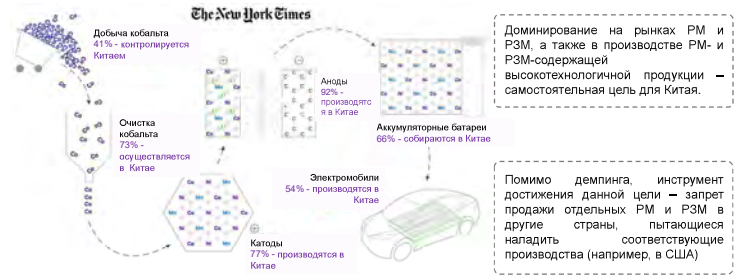 The New York Times
Добыча кобальта
41% - контролируется
Китаем
Очистка
кобальта
73% -
осуществляется
в Китае
Катоды
77% - производятся в
Китае
Аноды
92% -
производятс
я в Китае
Аккумуляторные батареи
66% - собираются в Китае
Электромобили
54% - производятся в
Китае
Доминирование на рынках РМ и
РЗМ, а также в производстве РМ- и
РЗМ-содержащей
высокотехнологичной продукции –
самостоятельная цель для Китая.
Помимо демпинга, инструмент
достижения данной цели – запрет
продажи отдельных РМ и РЗМ в
другие страны, пытающиеся
наладить соответствующие
производства (например, в США)